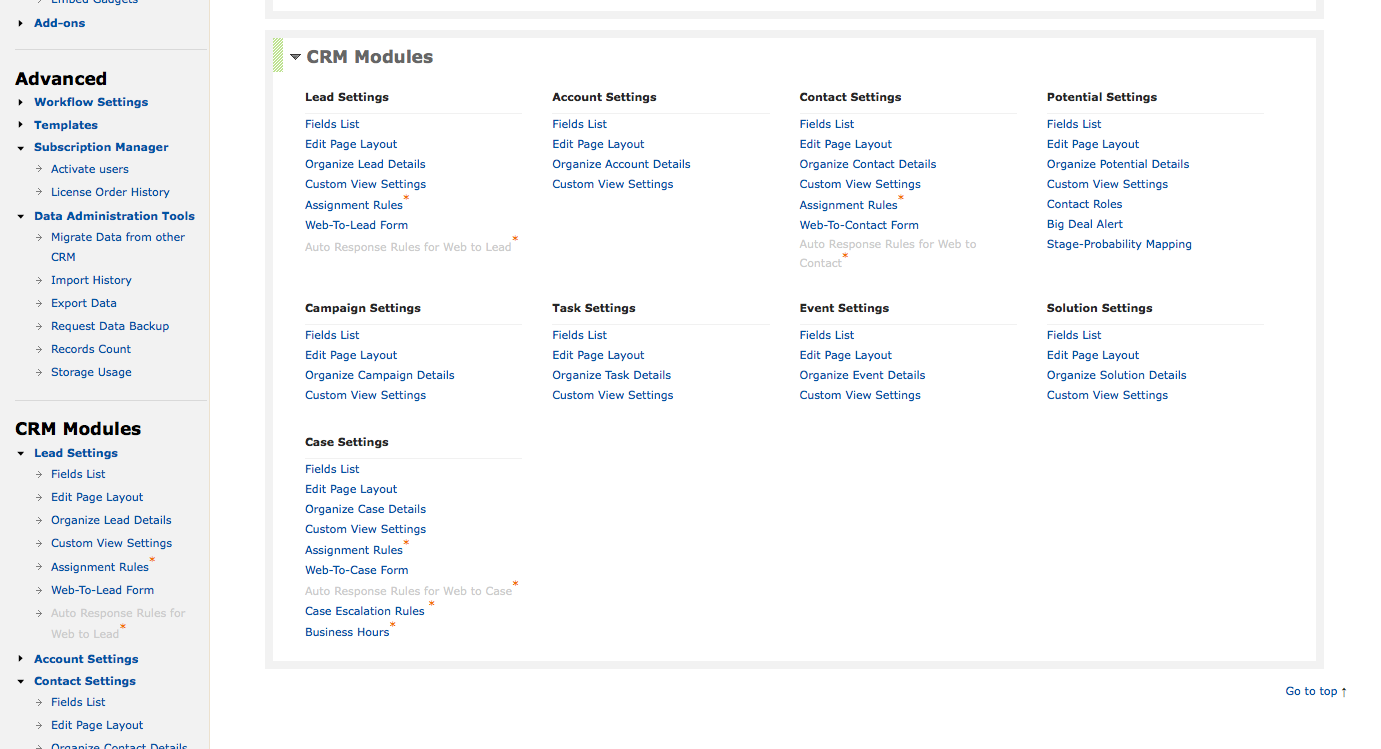 Embed Gadgets
Add-ons
Advanced
Workflow Settings
Templates
Subscription Manager
Activate users
License Order History
Data Administration Tools
Migrate Data from other
CRM
Import History
Export Data
Request Data Backup
Records Count
Storage Usage
CRM Modules
Lead Settings
Fields List
Edit Page Layout
Organize Lead Details
Custom View Settings
Assignment Rules*
Web-To-Lead Form
Auto Response Rules for
Web to Lead*
Account Settings
Contact Settings
Fields List
Edit Page Layout
Organize Contact Details
CRM Modules
Lead Settings
Fields List
Edit Page Layout
Organize Lead Details
Custom View Settings
Assignment Rules*
Web-To-Lead Form
Auto Response Rules for Web to Lead*
Account Settings
Fields List
Edit Page Layout
Organize Account Details
Custom View Settings
Contact Settings
Fields List
Edit Page Layout
Organize Contact Details
Custom View Settings
Assignment Rules*
Web-To-Contact Form
Auto Response Rules for Web to
Contact*
Potential Settings
Fields List
Edit Page Layout
Organize Potential Details
Custom View Settings
Contact Roles
Big Deal Alert
Stage-Probability Mapping
Campaign Settings
Fields List
Edit Page Layout
Organize Campaign Details
Custom View Settings
Task Settings
Fields List
Edit Page Layout
Organize Task Details
Custom View Settings
Event Settings
Fields List
Edit Page Layout
Organize Event Details
Custom View Settings
Solution Settings
Fields List
Edit Page Layout
Organize Solution Details
Custom View Settings
Case Settings
Fields List
Edit Page Layout
Organize Case Details
Custom View Settings
Assignment Rules*
Web-To-Case Form
Auto Response Rules for Web to Case*
Case Escalation Rules *
Business Hours*
Go to top ↑